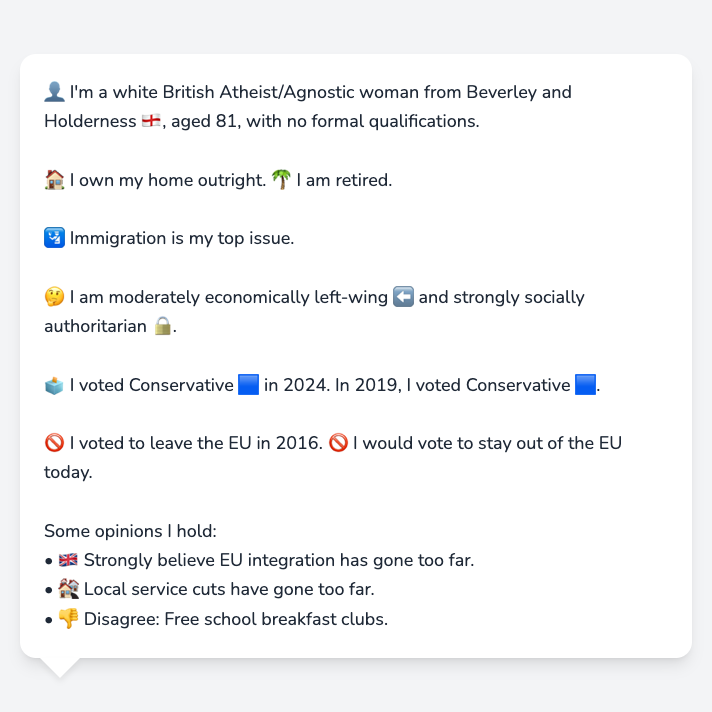 👤 I'm a white British Atheist/Agnostic woman from Beverley and
Holderness 🏴󠁧󠁢󠁥󠁮󠁧󠁿, aged 81, with no formal qualifications.
🏠 I own my home outright. 🌴 I am retired.
🛂 Immigration is my top issue.
🤔 I am moderately economically left-wing ⬅️ and strongly socially
authoritarian 🔒.
🗳️ I voted Conservative 🟦 in 2024. In 2019, I voted Conservative 🟦.
🚫 I voted to leave the EU in 2016. 🚫 I would vote to stay out of the EU
today.
Some opinions I hold:
• 🇬🇧 Strongly believe EU integration has gone too far.
• 🏘️ Local service cuts have gone too far.
• 👎 Disagree: Free school breakfast clubs.